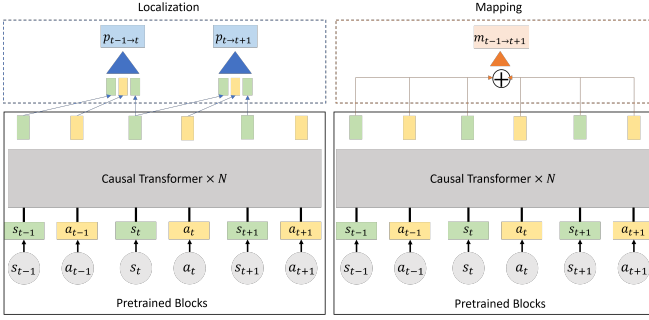 Localization
Mapping
p_{t−1→t}
p_{t→t+1}
m_{t−1→t+1}
Causal Transformer × N
Causal Transformer × N
s_{t−1} a_{t−1} s_t a_t s_{t+1} a_{t+1}
s_{t−1} a_{t−1} s_t a_t s_{t+1} a_{t+1}
s_{t−1} a_{t−1} s_t a_t s_{t+1} a_{t+1}
s_{t−1} a_{t−1} s_t a_t s_{t+1} a_{t+1}
Pretrained Blocks
Pretrained Blocks